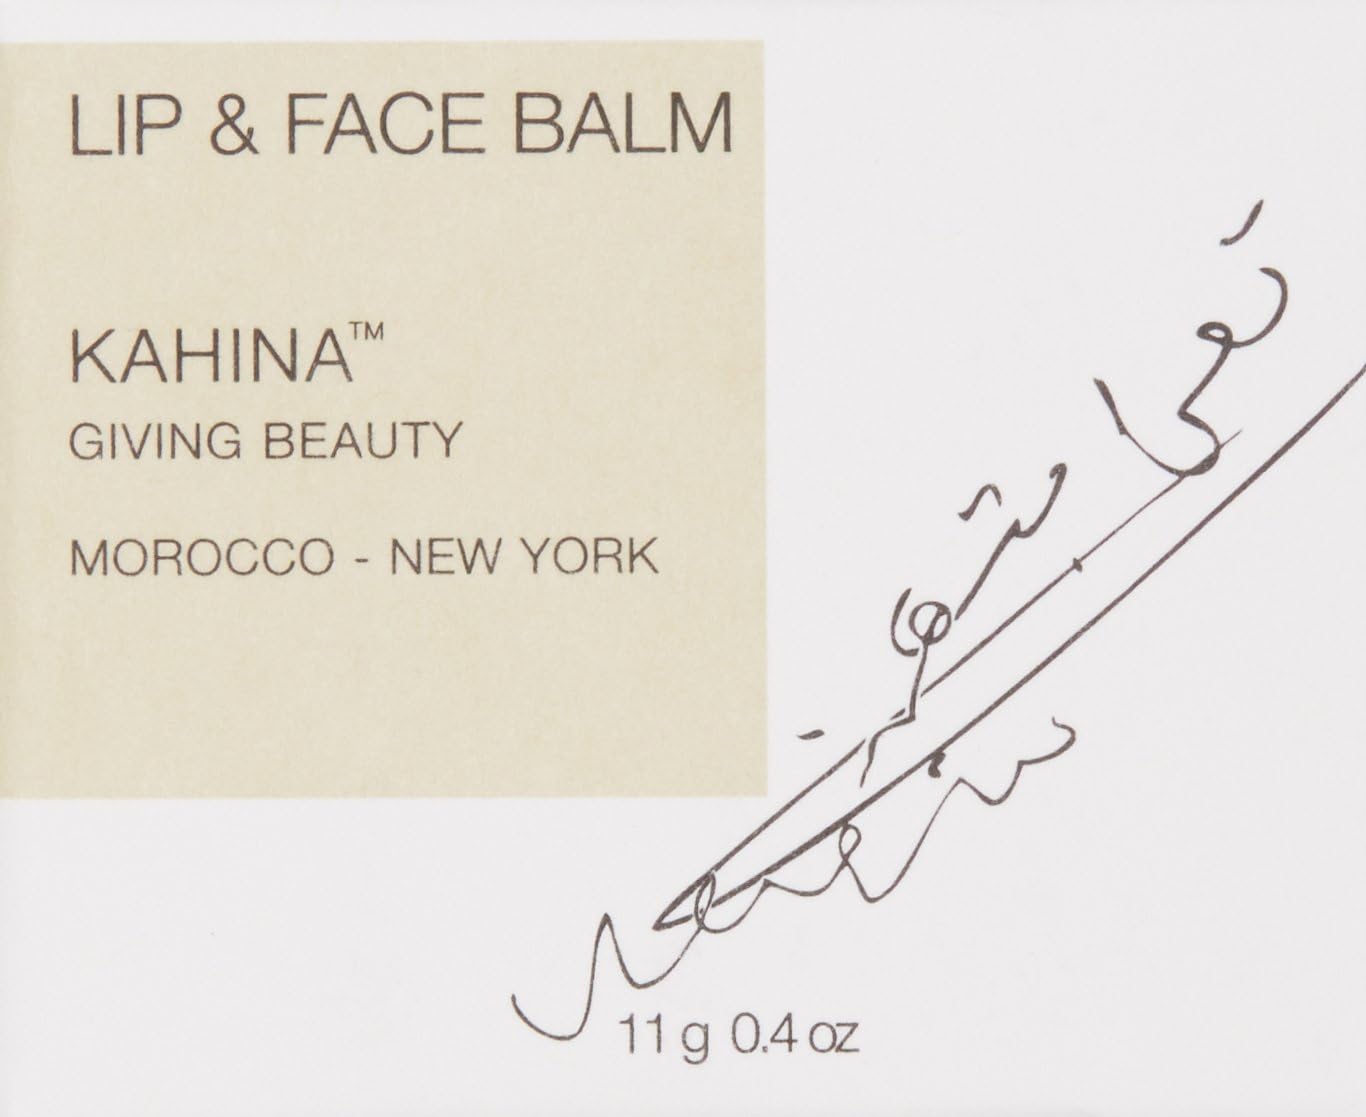 LIP & FACE BALM
KAHINA™
GIVING BEAUTY
MOROCCO - NEW YORK
11 g 0.4 oz